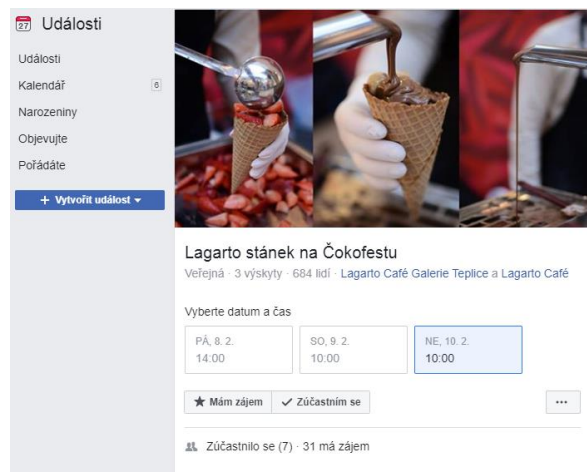 27 Události
Události
Kalendář 6
Narozeniny
Objevujte
Pořádáte
+ Vytvořit událost
Lagarto stánek na Čokofestu
Veřejná · 3 výskyty · 684 lidí · Lagarto Café Galerie Teplice a Lagarto Café
Vyberte datum a čas
PÁ, 8. 2. SO, 9. 2. NE, 10. 2.
14:00 10:00 10:00
Mám zájem Zúčastním se ...
Zúčastnilo se (7) · 31 má zájem